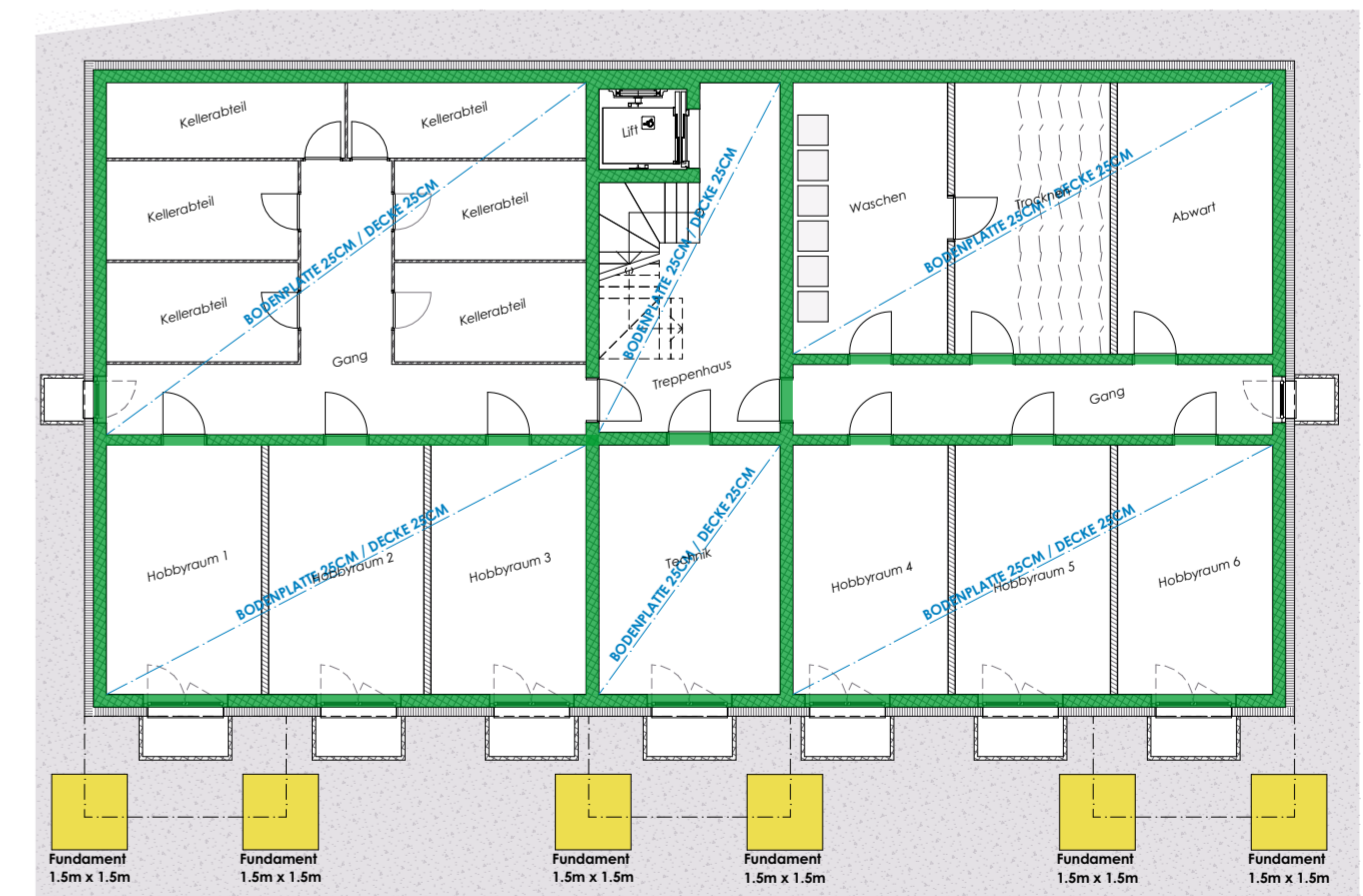 Kellerabteil
Kellerabteil
Lift
Kellerabteil
Kellerabteil
Waschen
Trocknen
Abwart
BODENPLATTE 25CM / DECKE 25CM
BODENPLATTE 25CM / DECKE 25CM
BODENPLATTE 25CM / DECKE 25CM
Kellerabteil
Kellerabteil
Gang
Treppenhaus
Gang
Hobbyraum 1
Hobbyraum 2
Hobbyraum 3
Technik
Hobbyraum 4
Hobbyraum 5
Hobbyraum 6
BODENPLATTE 25CM / DECKE 25CM
BODENPLATTE 25CM / DECKE 25CM
BODENPLATTE 25CM / DECKE 25CM
Fundament
1.5m x 1.5m
Fundament
1.5m x 1.5m
Fundament
1.5m x 1.5m
Fundament
1.5m x 1.5m
Fundament
1.5m x 1.5m
Fundament
1.5m x 1.5m